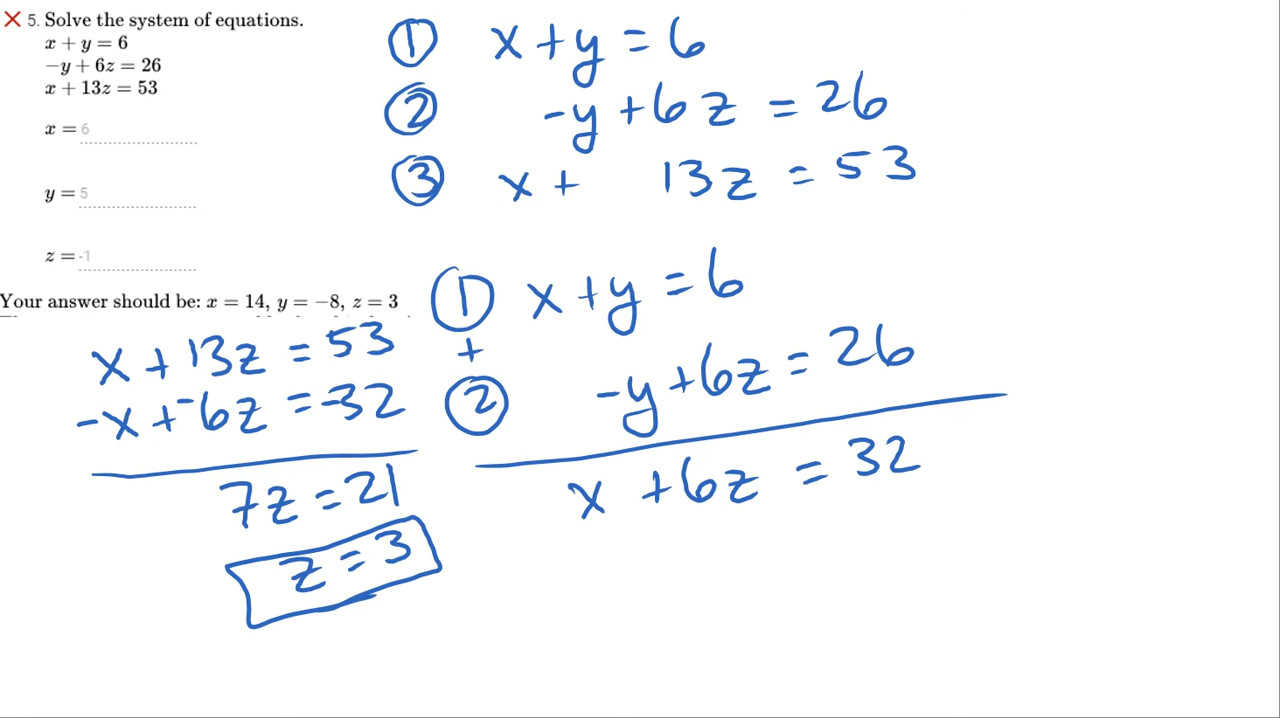 × 5. Solve the system of equations.
x + y = 6
−y + 6z = 26
x + 13z = 53
x = 6
y = 5
z = -1
Your answer should be: x = 14, y = −8, z = 3
① x + y = 6
② -y + 6z = 26
③ x + 13z = 53
① x + y = 6
+
② -y + 6z = 26
x + 6z = 32
x + 13z = 53
-x + -6z = -32
7z = 21
z = 3